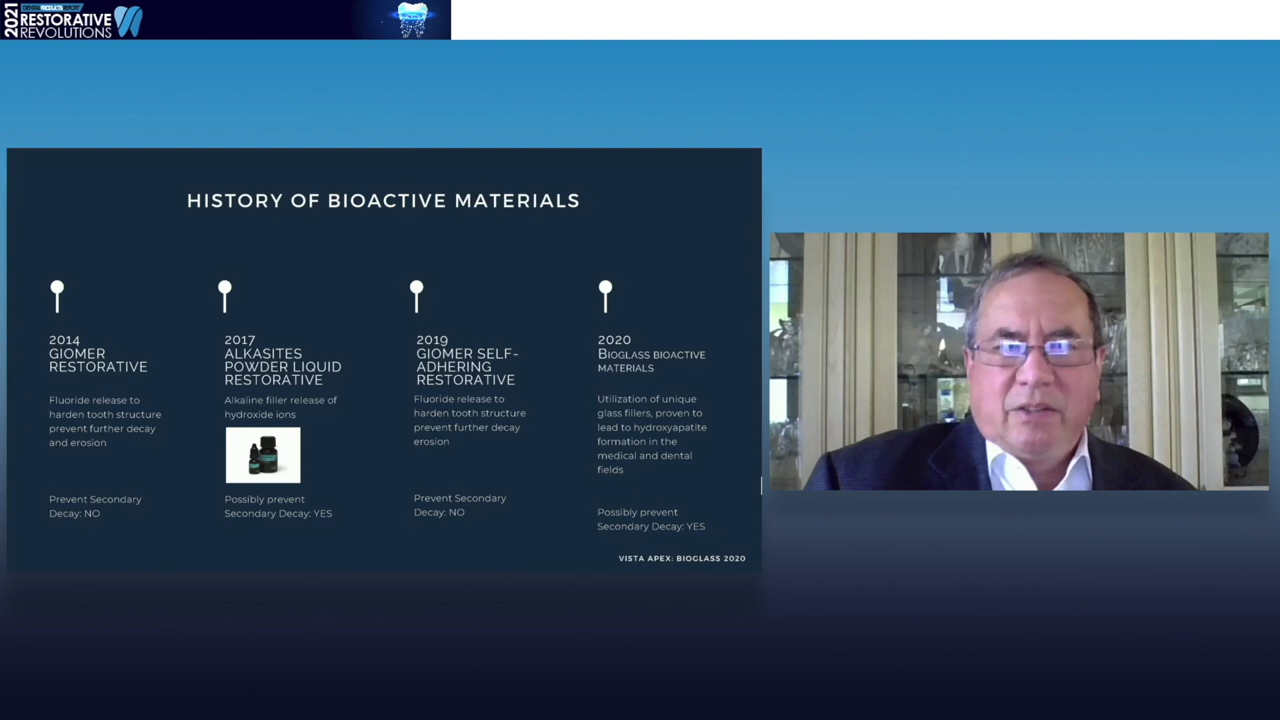 2021
DENTAL PRODUCTS REPORT
RESTORATIVE
REVOLUTIONS
HISTORY OF BIOACTIVE MATERIALS
2014
GIOMER
RESTORATIVE
Fluoride release to
harden tooth structure
prevent further decay
and erosion
Prevent Secondary
Decay: NO
2017
ALKASITES
POWDER LIQUID
RESTORATIVE
Alkaline filler release of
hydroxide ions
Possibly prevent
Secondary Decay: YES
2019
GIOMER SELF-
ADHERING
RESTORATIVE
Fluoride release to
harden tooth structure
prevent further decay
erosion
Prevent Secondary
Decay: NO
2020
BIOGLASS BIOACTIVE
MATERIALS
Utilization of unique
glass fillers, proven to
lead to hydroxyapatite
formation in the
medical and dental
fields
Possibly prevent
Secondary Decay: YES
VISTA APEX: BIOGLASS 2020